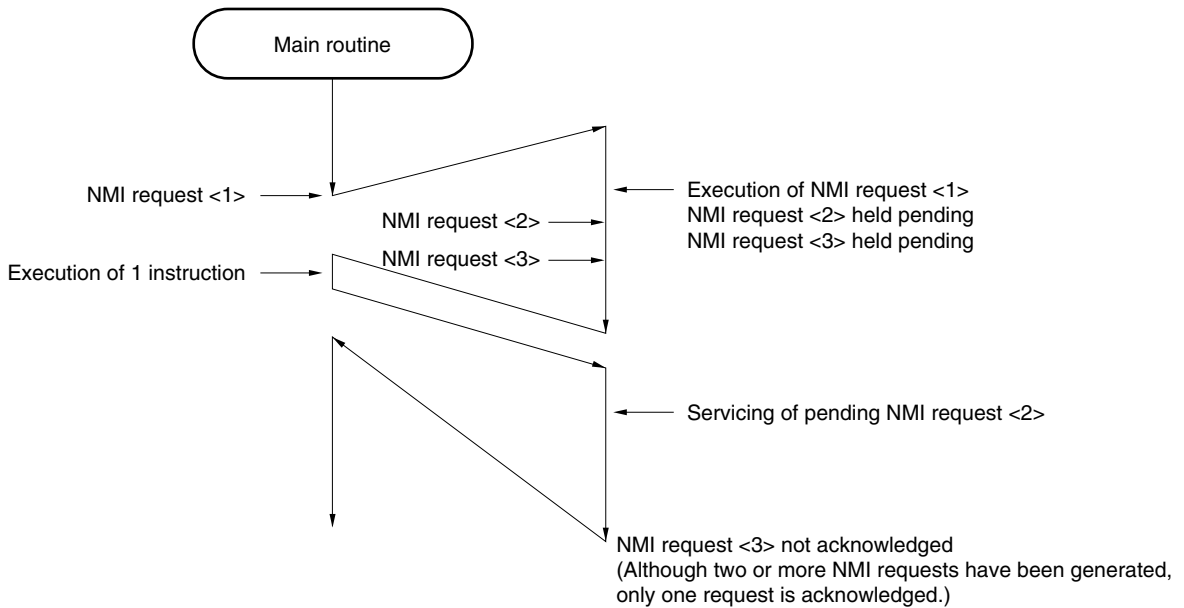 Main routine
NMI request <1>
Execution of NMI request <1>
NMI request <2> held pending
NMI request <3> held pending
NMI request <2>
NMI request <3>
Execution of 1 instruction
Servicing of pending NMI request <2>
NMI request <3> not acknowledged
(Although two or more NMI requests have been generated,
only one request is acknowledged.)